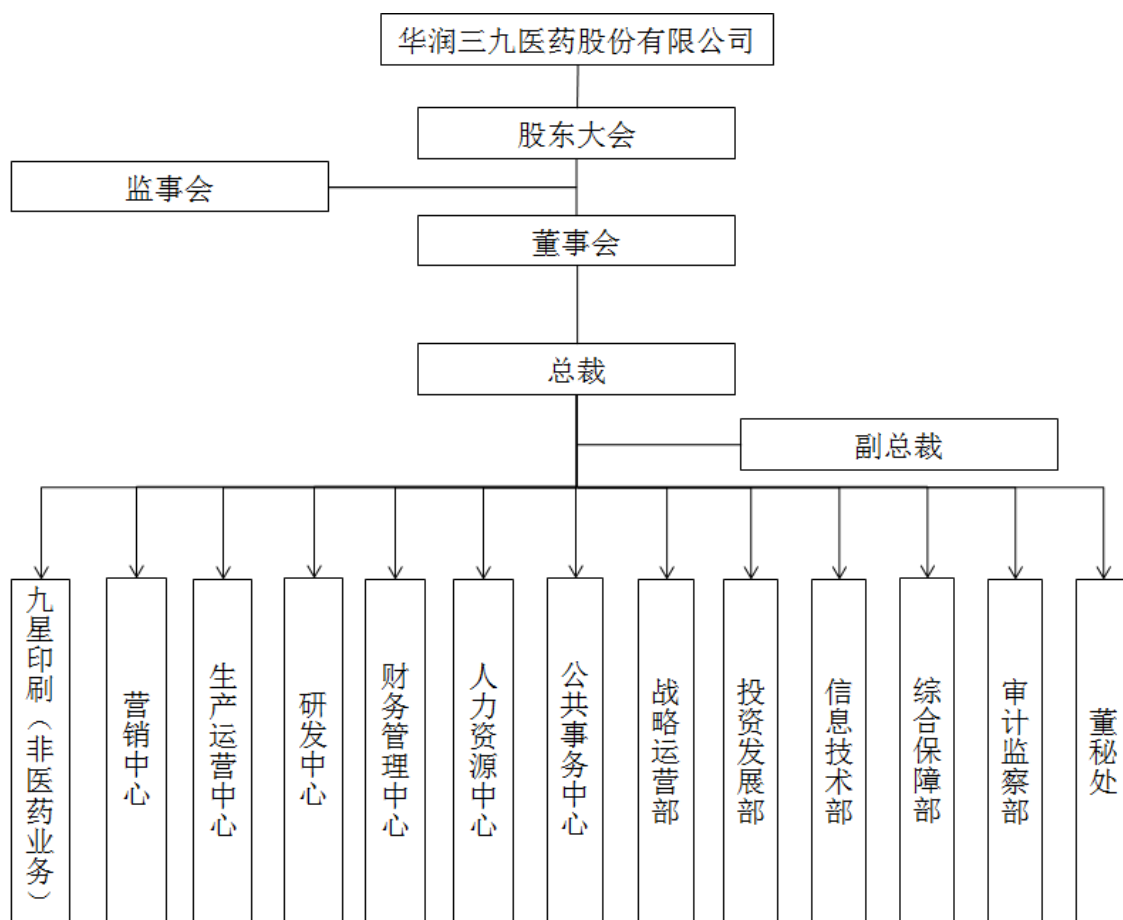 华润三九医药股份有限公司
股东大会
监事会
董事会
总裁
副总裁
九星印刷（非医药业务）
营销中心
生产运营中心
研发中心
财务管理中心
人力资源中心
公共事务中心
战略运营部
投资发展部
信息技术部
综合保障部
审计监察部
董秘处